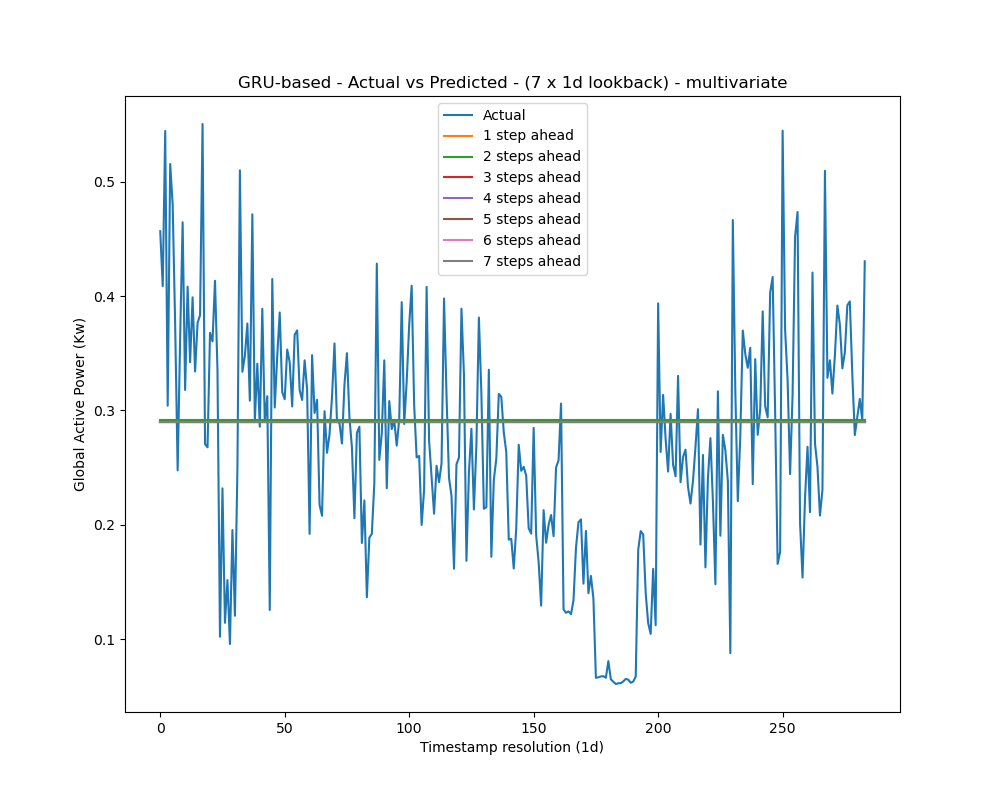 GRU-based - Actual vs Predicted - (7 x 1d lookback) - multivariate
Actual
1 step ahead
2 steps ahead
3 steps ahead
4 steps ahead
5 steps ahead
6 steps ahead
7 steps ahead
Global Active Power (Kw)
0.5
0.4
0.3
0.2
0.1
0 50 100 150 200 250
Timestamp resolution (1d)